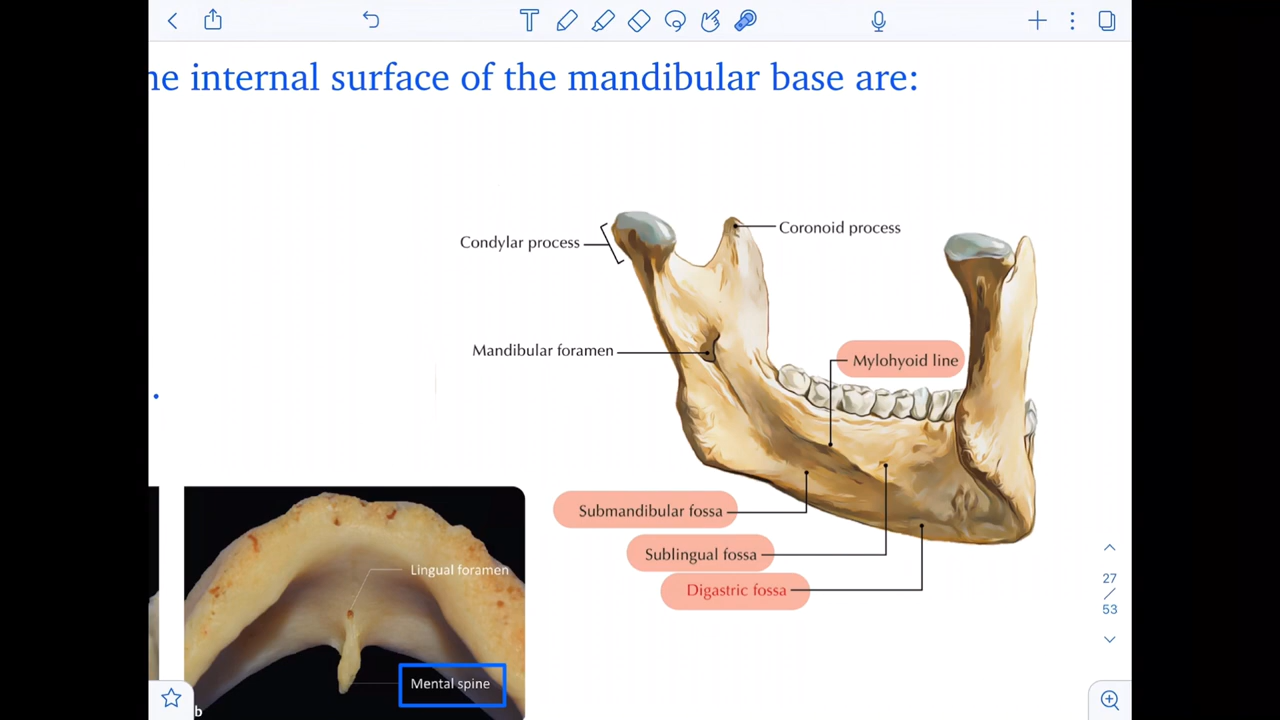 he internal surface of the mandibular base are:
Coronoid process
Condylar process
Mandibular foramen
Mylohyoid line
Submandibular fossa
Sublingual fossa
Digastric fossa
Lingual foramen
Mental spine
b
27
/
53